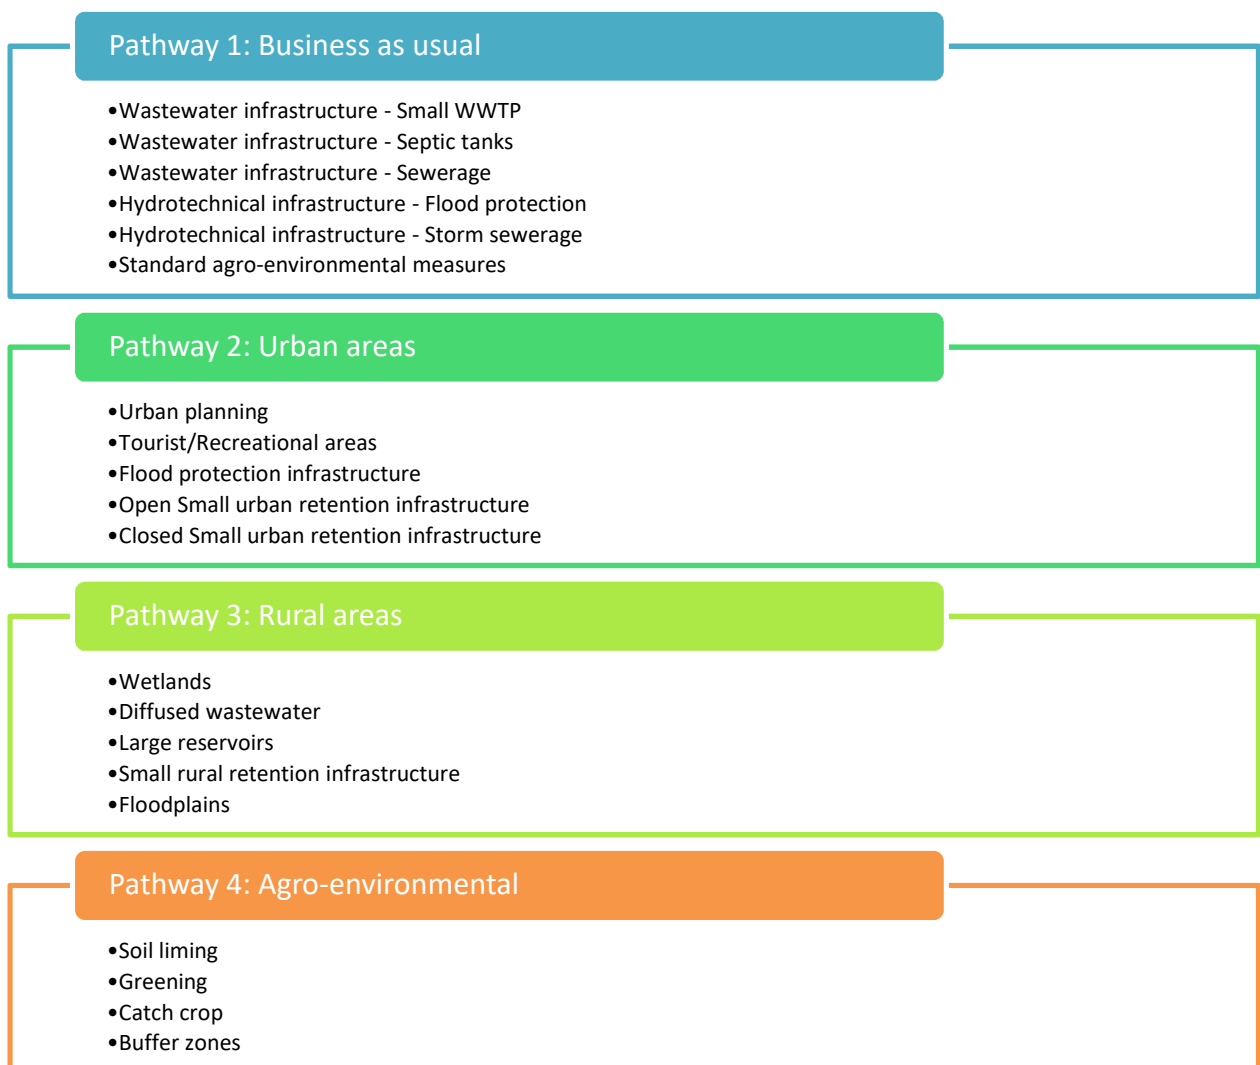 Pathway 1: Business as usual
•Wastewater infrastructure - Small WWTP
•Wastewater infrastructure - Septic tanks
•Wastewater infrastructure - Sewerage
•Hydrotechnical infrastructure - Flood protection
•Hydrotechnical infrastructure - Storm sewerage
•Standard agro-environmental measures
Pathway 2: Urban areas
•Urban planning
•Tourist/Recreational areas
•Flood protection infrastructure
•Open Small urban retention infrastructure
•Closed Small urban retention infrastructure
Pathway 3: Rural areas
•Wetlands
•Diffused wastewater
•Large reservoirs
•Small rural retention infrastructure
•Floodplains
Pathway 4: Agro-environmental
•Soil liming
•Greening
•Catch crop
•Buffer zones